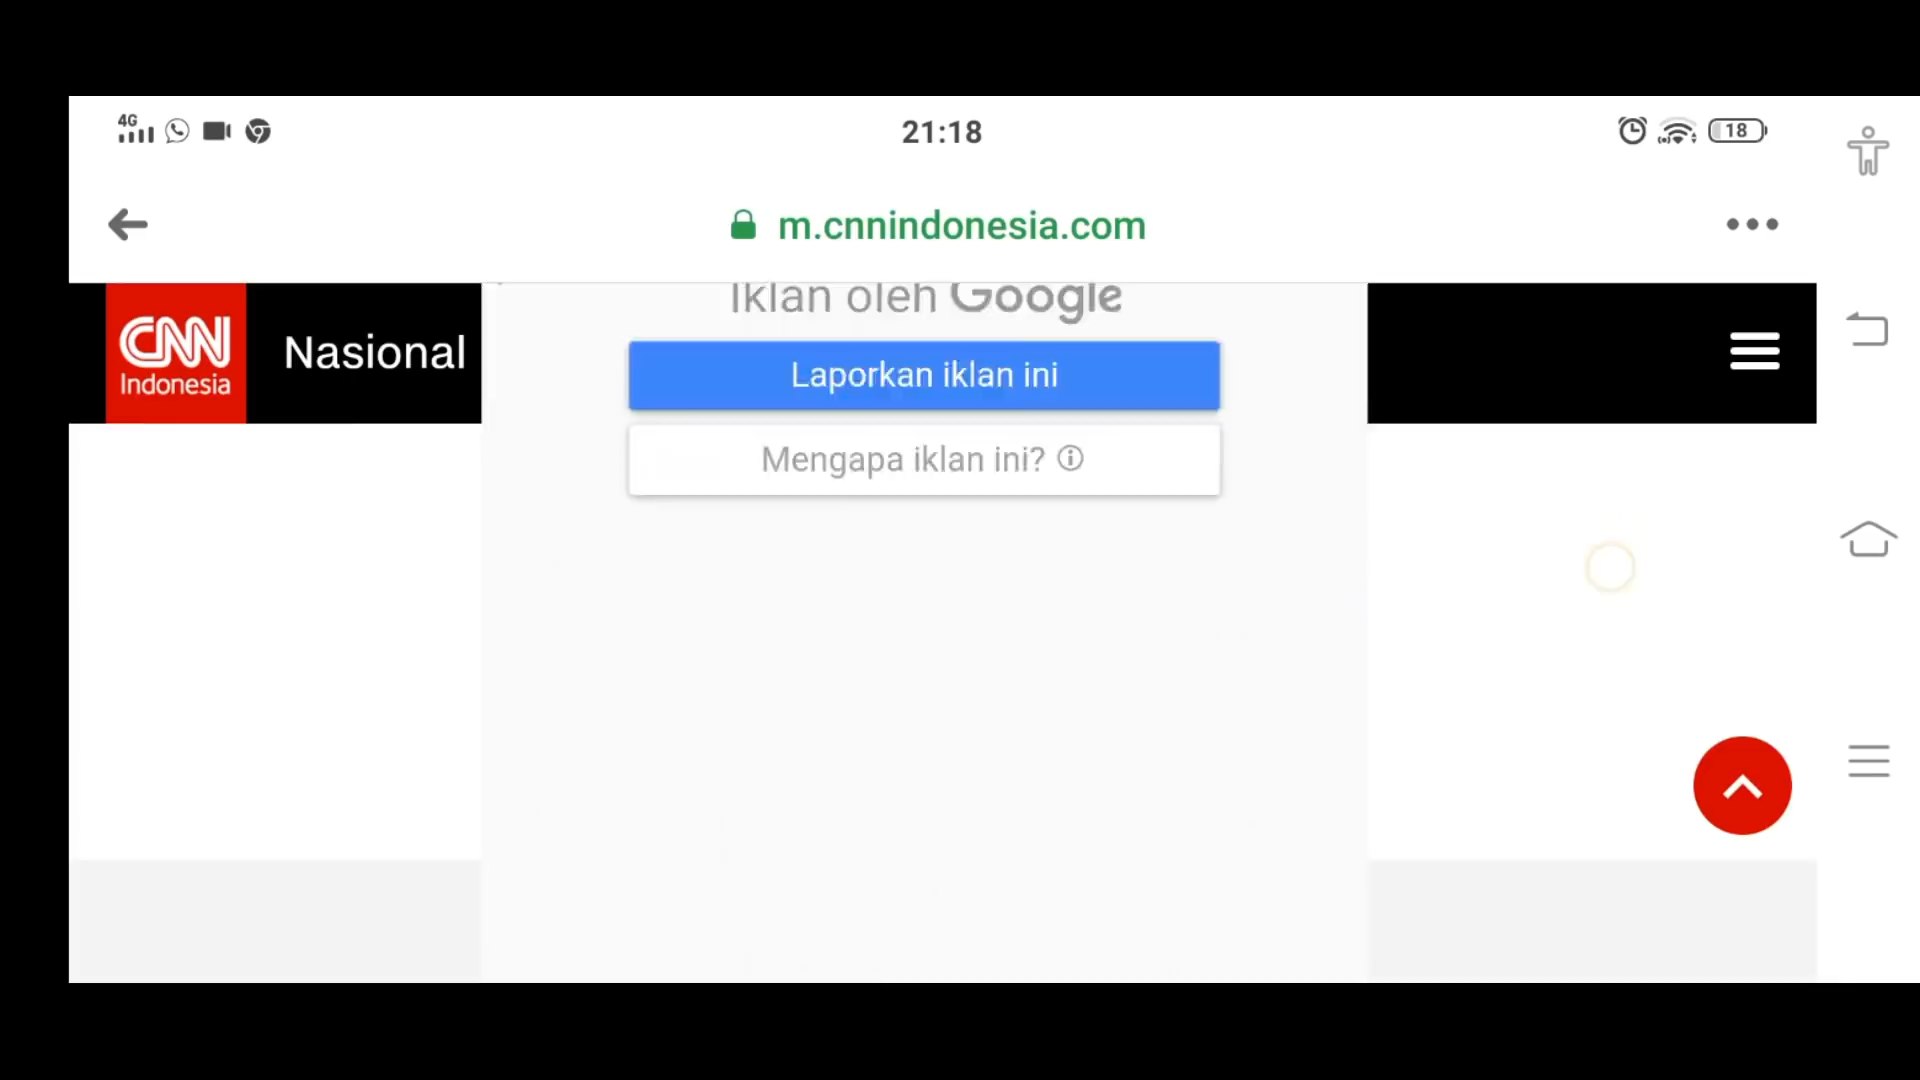 4G
21:18
18
m.cnnindonesia.com
CNN
Indonesia
Nasional
Iklan oleh Google
Laporkan iklan ini
Mengapa iklan ini?